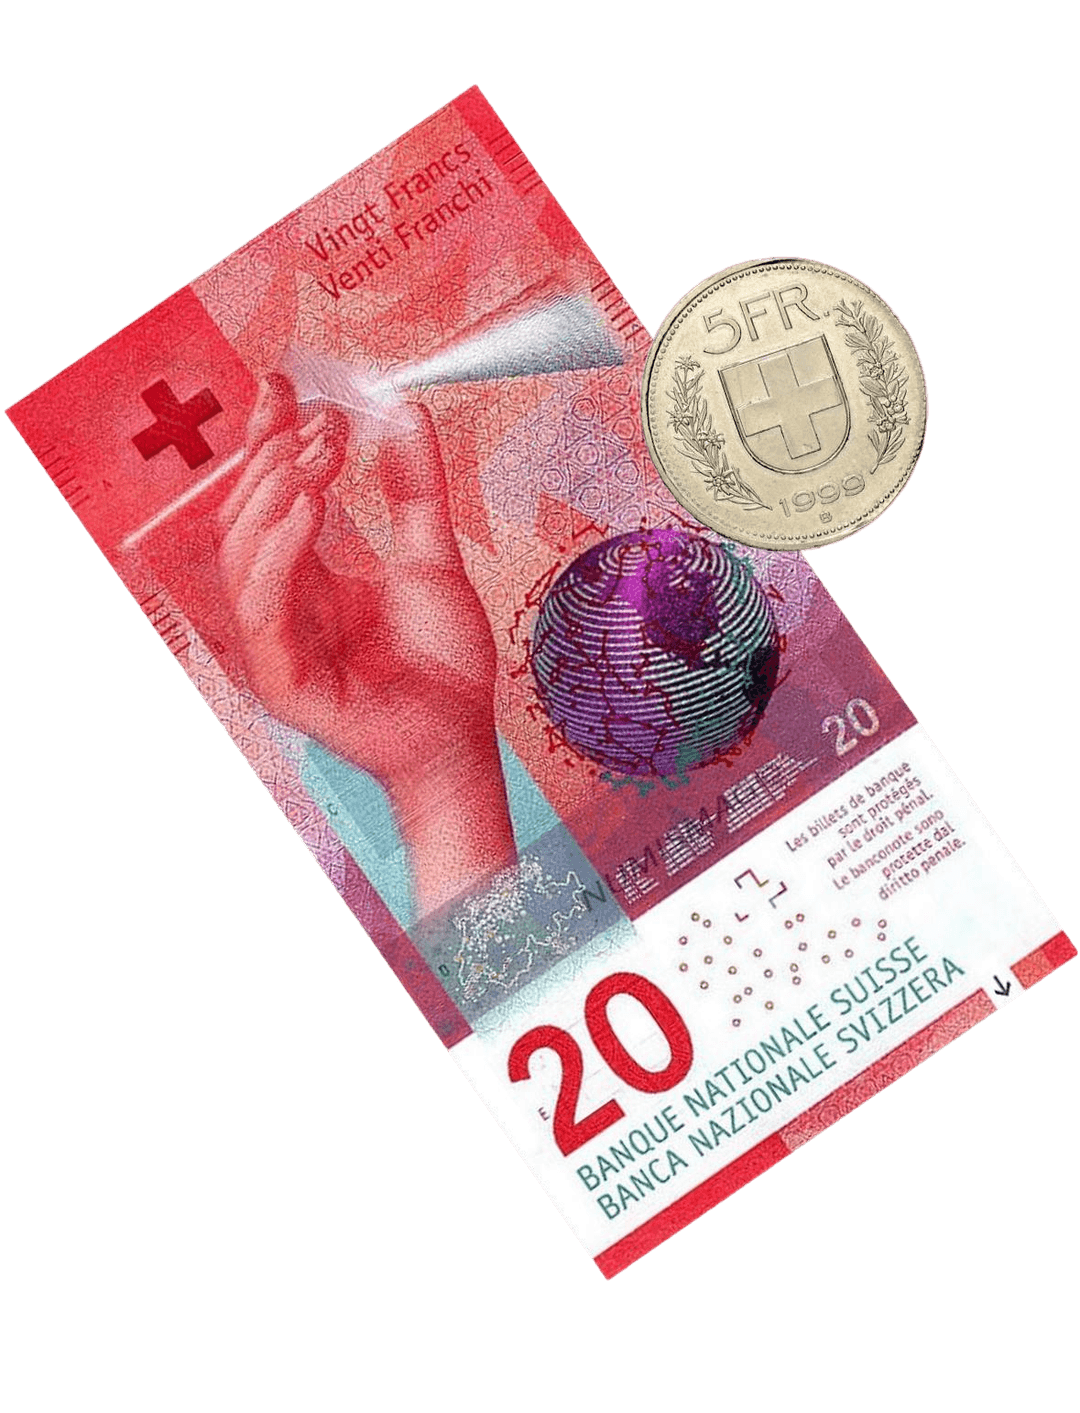 Vingt Francs
Venti Franchi
5FR.
1999
B
20
Les billets de banque
sont protégés
par le droit pénal.
Le banconote sono
protette dal
diritto penale.
20
E
BANQUE NATIONALE SUISSE
BANCA NAZIONALE SVIZZERA